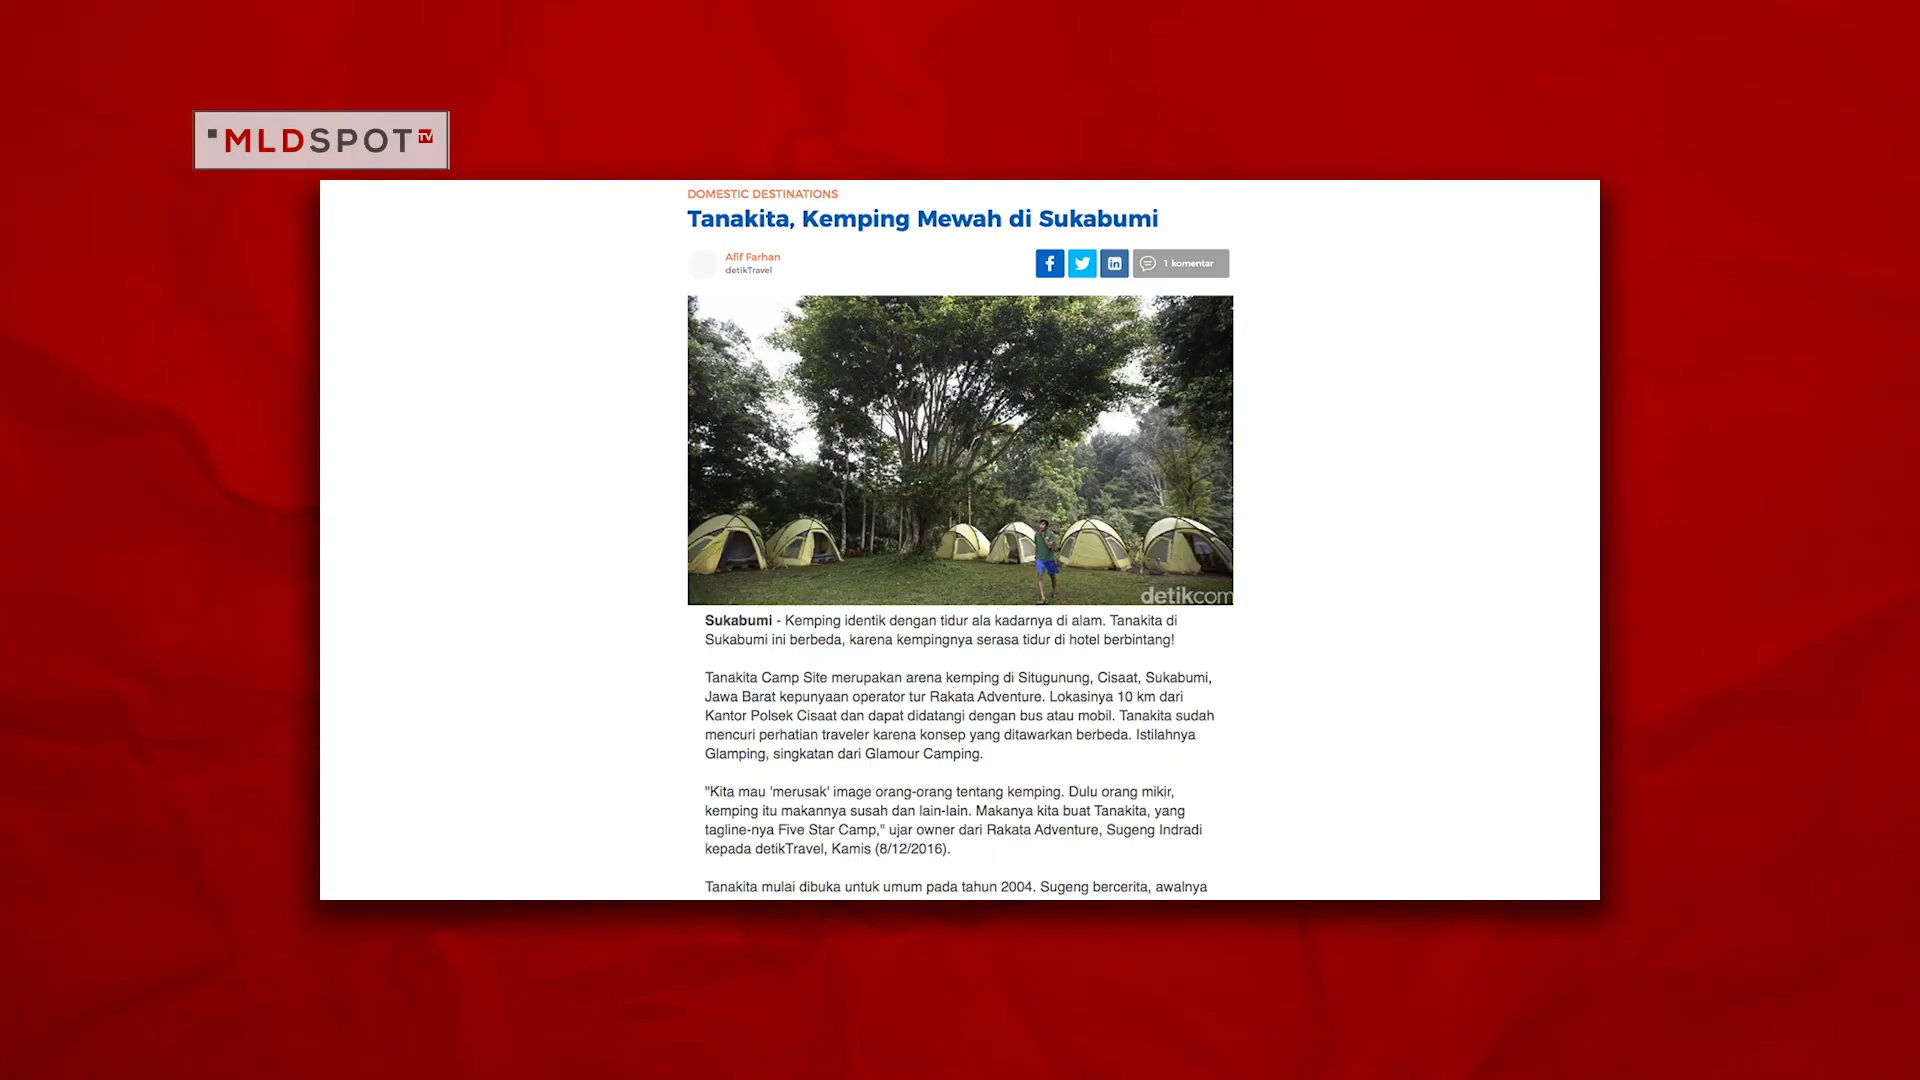 MLDSPOT TV
DOMESTIC DESTINATIONS
Tanakita, Kemping Mewah di Sukabumi
Afif Farhan
detikTravel
1 komentar
detikcom
Sukabumi - Kemping identik dengan tidur ala kadarnya di alam. Tanakita di
Sukabumi ini berbeda, karena kempingnya serasa tidur di hotel berbintang!
Tanakita Camp Site merupakan arena kemping di Situgunung, Cisaat, Sukabumi,
Jawa Barat kepunyaan operator tur Rakata Adventure. Lokasinya 10 km dari
Kantor Polsek Cisaat dan dapat didatangi dengan bus atau mobil. Tanakita sudah
mencuri perhatian traveler karena konsep yang ditawarkan berbeda. Istilahnya
Glamping, singkatan dari Glamour Camping.
"Kita mau 'merusak' image orang-orang tentang kemping. Dulu orang mikir,
kemping itu makannya susah dan lain-lain. Makanya kita buat Tanakita, yang
tagline-nya Five Star Camp," ujar owner dari Rakata Adventure, Sugeng Indradi
kepada detikTravel, Kamis (8/12/2016).
Tanakita mulai dibuka untuk umum pada tahun 2004. Sugeng bercerita, awalnya